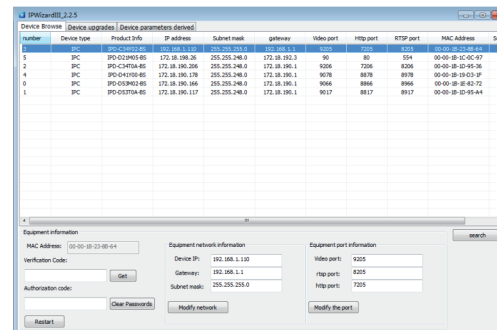 IPWizardIII_2.2.5
Device Browse Device upgrades Device parameters derived
number Device type Product Info IP address Subnet mask gateway Video port Http port RTSP port MAC Address
3 IPC IPD-C34Y02-BS 192.168.1.110 255.255.255.0 192.168.1.1 9205 7205 8205 00-00-1B-23-8B-64
5 IPC IPD-D21M05-BS 172.18.198.26 255.255.248.0 172.18.192.3 90 80 554 00-00-1B-1C-0C-97
2 IPC IPD-C34T0A-BS 172.18.190.206 255.255.248.0 172.18.190.1 9206 7206 8206 00-00-1B-1D-95-36
4 IPC IPD-D41Y00-BS 172.18.190.178 255.255.248.0 172.18.190.1 9078 8878 8978 00-00-1B-19-D3-1F
0 IPC IPD-D53M02-BS 172.18.190.166 255.255.248.0 172.18.190.1 9066 8866 8966 00-00-1B-1E-82-72
1 IPC IPD-D53T0A-BS 172.18.190.117 255.255.248.0 172.18.190.1 9017 8817 8917 00-00-1B-1D-95-A4
search
Equipment information
MAC Address: 00-00-1B-23-8B-64
Verification Code:
Get
Authorization code:
Clear Passwords
Restart
Equipment network information
Device IP: 192.168.1.110
Gateway: 192.168.1.1
Subnet mask: 255.255.255.0
Modify network
Equipment port information
Video port: 9205
rtsp port: 8205
http port: 7205
Modify the port